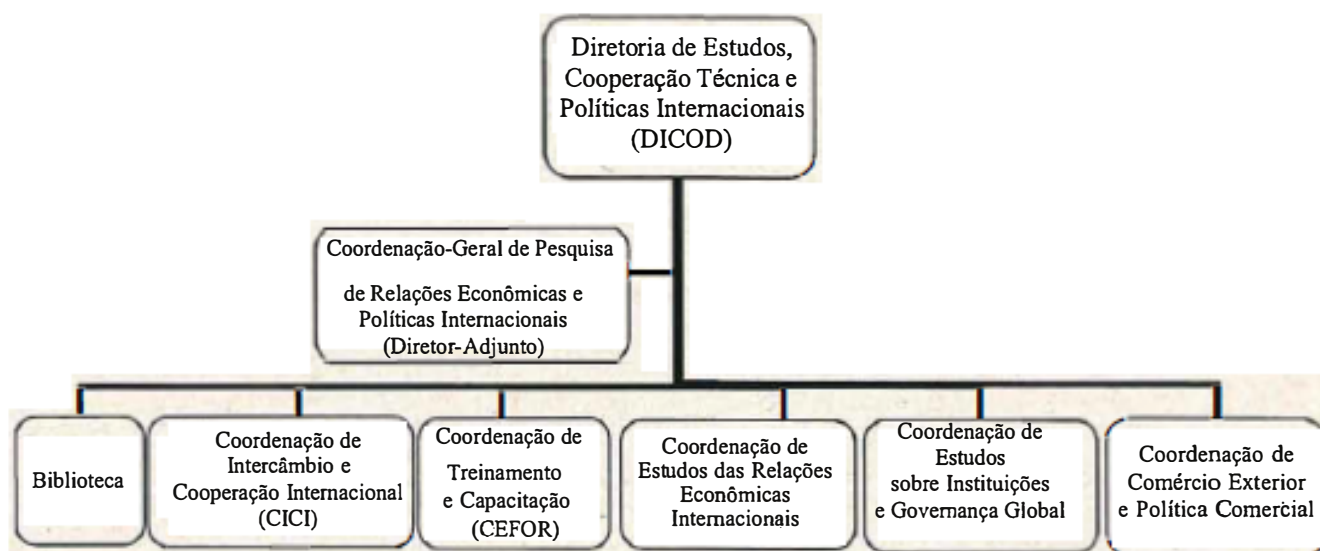 Diretoria de Estudos,
Cooperação Técnica e
Políticas Internacionais
(DICOD)
Coordenação-Geral de Pesquisa
de Relações Econômicas e
Políticas Internacionais
(Diretor-Adjunto)
Biblioteca
Coordenação de
Intercâmbio e
Cooperação Internacional
(CICI)
Coordenação de
Treinamento
e Capacitação
(CEFOR)
Coordenação de
Estudos das Relações
Econômicas
Internacionais
Coordenação de
Estudos
sobre Instituições
e Governança Global
Coordenação de
Comércio Exterior
e Política Comercial